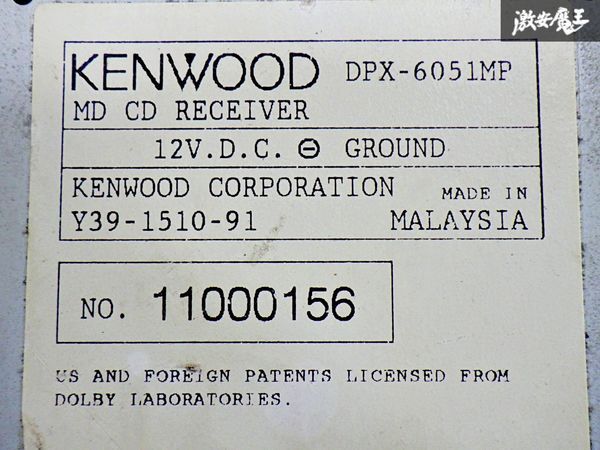 激安魔王
KENWOOD DPX-6051MP
MD CD RECEIVER
12V.D.C. ⊖ GROUND
KENWOOD CORPORATION MADE IN
Y39-1510-91 MALAYSIA
NO. 11000156
US AND FOREIGN PATENTS LICENSED FROM
DOLBY LABORATORIES.